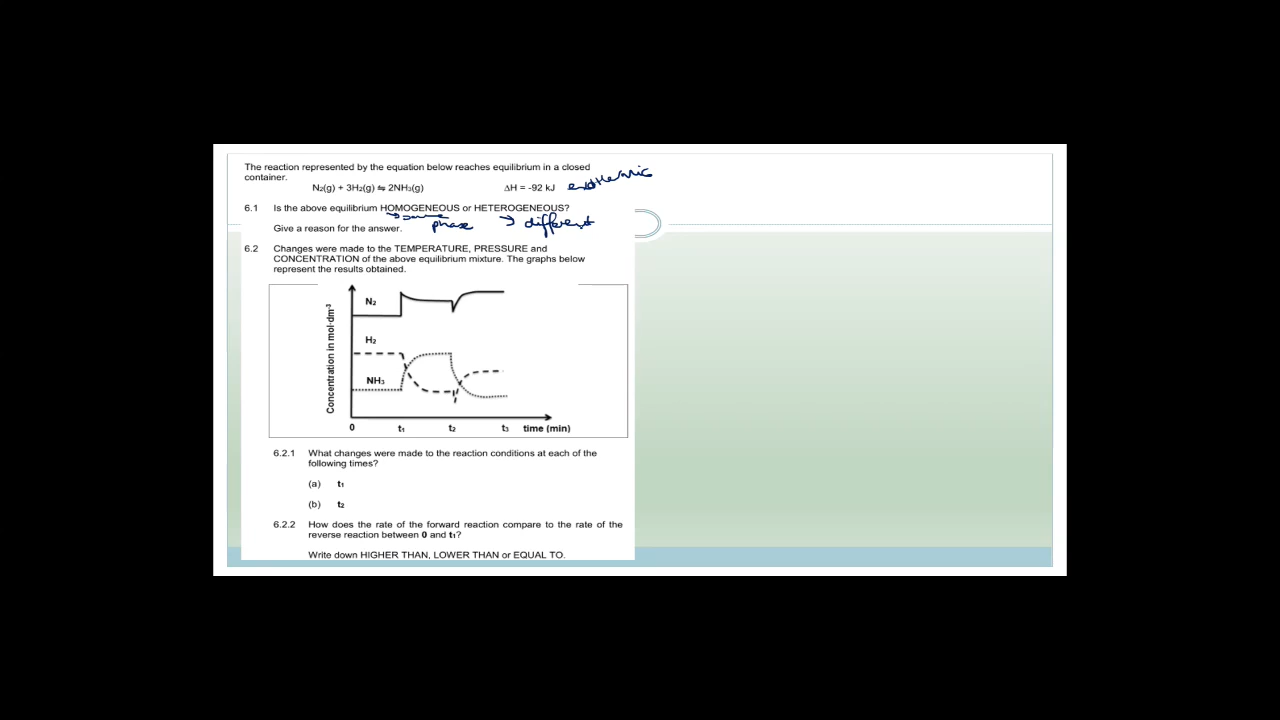 The reaction represented by the equation below reaches equilibrium in a closed
container.
N₂(g) + 3H₂(g) ⇋ 2NH₃(g) ΔH = -92 kJ exothermic
6.1 Is the above equilibrium HOMOGENEOUS or HETEROGENEOUS?
→ same phase → different
Give a reason for the answer.
6.2 Changes were made to the TEMPERATURE, PRESSURE and
CONCENTRATION of the above equilibrium mixture. The graphs below
represent the results obtained.
Concentration in mol·dm⁻³
N₂
H₂
NH₃
0 t₁ t₂ t₃ time (min)
6.2.1 What changes were made to the reaction conditions at each of the
following times?
(a) t₁
(b) t₂
6.2.2 How does the rate of the forward reaction compare to the rate of the
reverse reaction between 0 and t₁?
Write down HIGHER THAN, LOWER THAN or EQUAL TO.